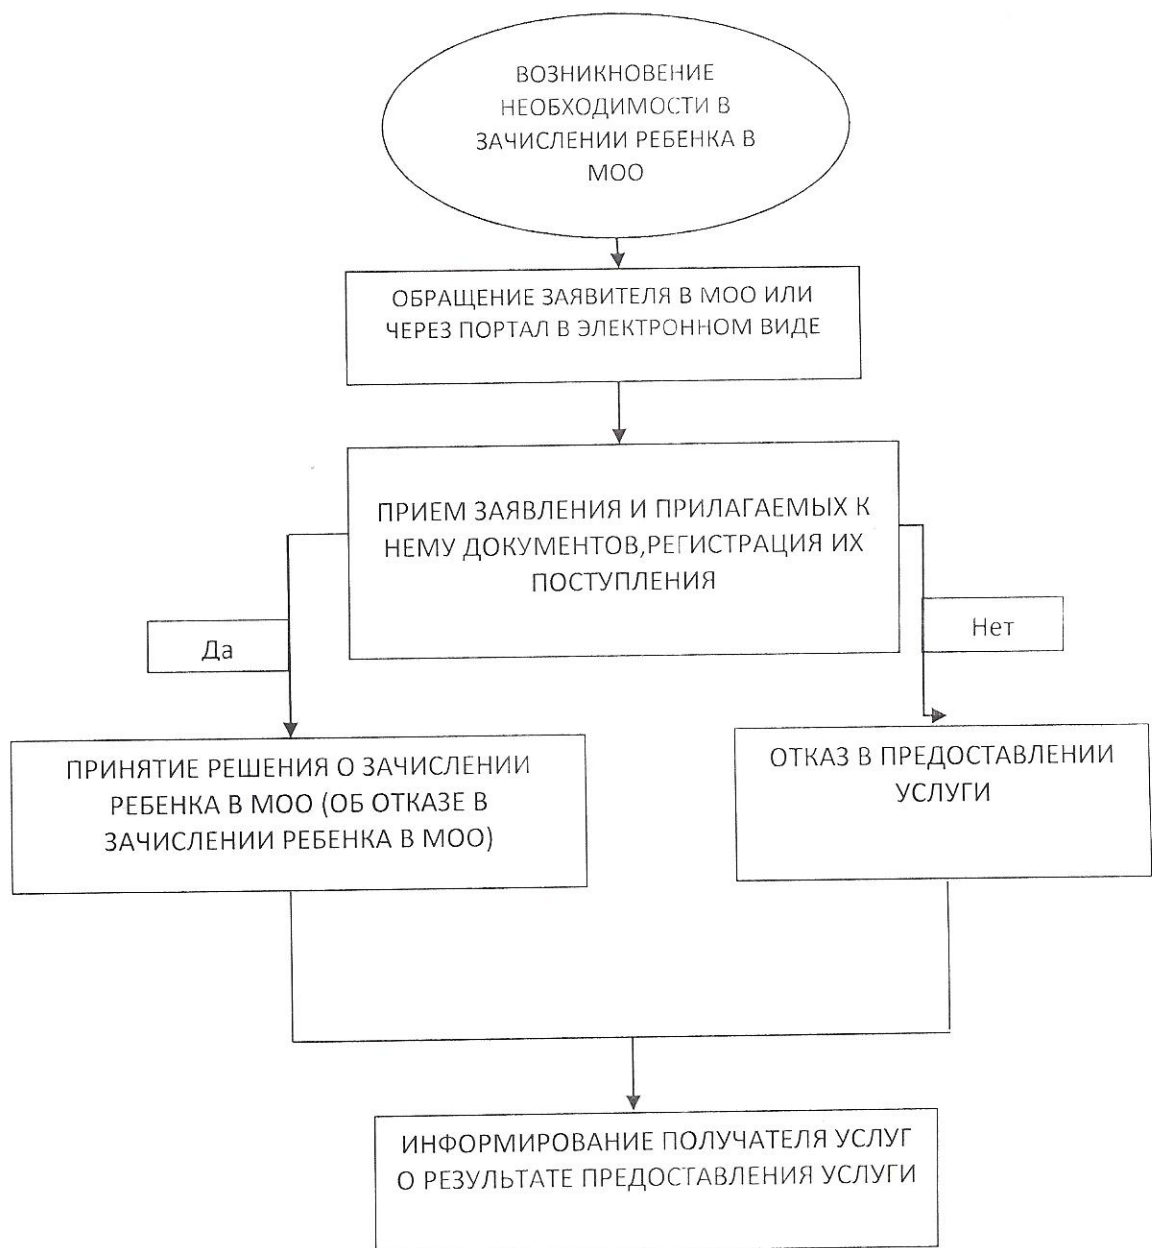 ВОЗНИКНОВЕНИЕ
НЕОБХОДИМОСТИ В
ЗАЧИСЛЕНИИ РЕБЕНКА В
МОО
ОБРАЩЕНИЕ ЗАЯВИТЕЛЯ В МОО ИЛИ
ЧЕРЕЗ ПОРТАЛ В ЭЛЕКТРОННОМ ВИДЕ
ПРИЕМ ЗАЯВЛЕНИЯ И ПРИЛАГАЕМЫХ К
НЕМУ ДОКУМЕНТОВ,РЕГИСТРАЦИЯ ИХ
ПОСТУПЛЕНИЯ
Да
Нет
ПРИНЯТИЕ РЕШЕНИЯ О ЗАЧИСЛЕНИИ
РЕБЕНКА В МОО (ОБ ОТКАЗЕ В
ЗАЧИСЛЕНИИ РЕБЕНКА В МОО)
ОТКАЗ В ПРЕДОСТАВЛЕНИИ
УСЛУГИ
ИНФОРМИРОВАНИЕ ПОЛУЧАТЕЛЯ УСЛУГ
О РЕЗУЛЬТАТЕ ПРЕДОСТАВЛЕНИЯ УСЛУГИ